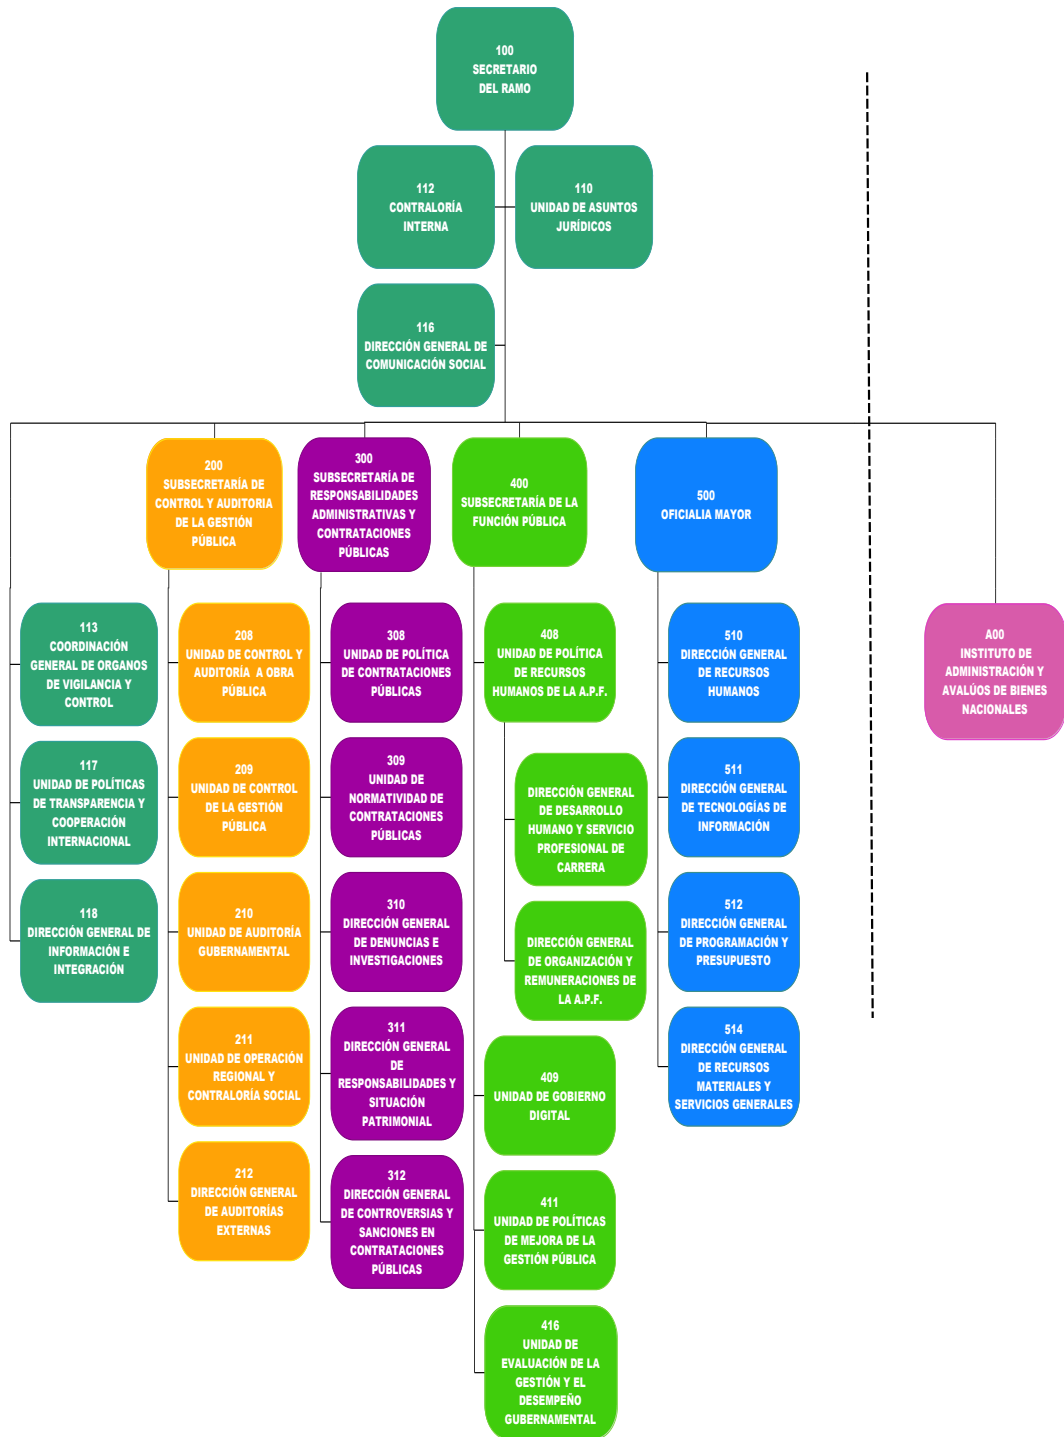 100
SECRETARIO
DEL RAMO
112
CONTRALORÍA
INTERNA
110
UNIDAD DE ASUNTOS
JURÍDICOS
116
DIRECCIÓN GENERAL DE
COMUNICACIÓN SOCIAL
200
SUBSECRETARÍA DE
CONTROL Y AUDITORIA
DE LA GESTIÓN
PÚBLICA
300
SUBSECRETARÍA DE
RESPONSABILIDADES
ADMINISTRATIVAS Y
CONTRATACIONES
PÚBLICAS
400
SUBSECRETARÍA DE LA
FUNCIÓN PÚBLICA
500
OFICIALIA MAYOR
113
COORDINACIÓN
GENERAL DE ORGANOS
DE VIGILANCIA Y
CONTROL
117
UNIDAD DE POLÍTICAS
DE TRANSPARENCIA Y
COOPERACIÓN
INTERNACIONAL
118
DIRECCIÓN GENERAL DE
INFORMACIÓN E
INTEGRACIÓN
208
UNIDAD DE CONTROL Y
AUDITORÍA A OBRA
PÚBLICA
209
UNIDAD DE CONTROL
DE LA GESTIÓN
PÚBLICA
210
UNIDAD DE AUDITORÍA
GUBERNAMENTAL
211
UNIDAD DE OPERACIÓN
REGIONAL Y
CONTRALORÍA SOCIAL
212
DIRECCIÓN GENERAL
DE AUDITORÍAS
EXTERNAS
308
UNIDAD DE POLÍTICA
DE CONTRATACIONES
PÚBLICAS
309
UNIDAD DE
NORMATIVIDAD DE
CONTRATACIONES
PÚBLICAS
310
DIRECCIÓN GENERAL
DE DENUNCIAS E
INVESTIGACIONES
311
DIRECCIÓN GENERAL
DE
RESPONSABILIDADES Y
SITUACIÓN
PATRIMONIAL
312
DIRECCIÓN GENERAL
DE CONTROVERSIAS Y
SANCIONES EN
CONTRATACIONES
PÚBLICAS
408
UNIDAD DE POLÍTICA
DE RECURSOS
HUMANOS DE LA A.P.F.
DIRECCIÓN GENERAL
DE DESARROLLO
HUMANO Y SERVICIO
PROFESIONAL DE
CARRERA
DIRECCIÓN GENERAL
DE ORGANIZACIÓN Y
REMUNERACIONES DE
LA A.P.F.
409
UNIDAD DE GOBIERNO
DIGITAL
411
UNIDAD DE POLÍTICAS
DE MEJORA DE LA
GESTIÓN PÚBLICA
416
UNIDAD DE
EVALUACIÓN DE LA
GESTIÓN Y EL
DESEMPEÑO
GUBERNAMENTAL
510
DIRECCIÓN GENERAL
DE RECURSOS
HUMANOS
511
DIRECCIÓN GENERAL
DE TECNOLOGÍAS DE
INFORMACIÓN
512
DIRECCIÓN GENERAL
DE PROGRAMACIÓN Y
PRESUPUESTO
514
DIRECCIÓN GENERAL
DE RECURSOS
MATERIALES Y
SERVICIOS GENERALES
A00
INSTITUTO DE
ADMINISTRACIÓN Y
AVALÚOS DE BIENES
NACIONALES